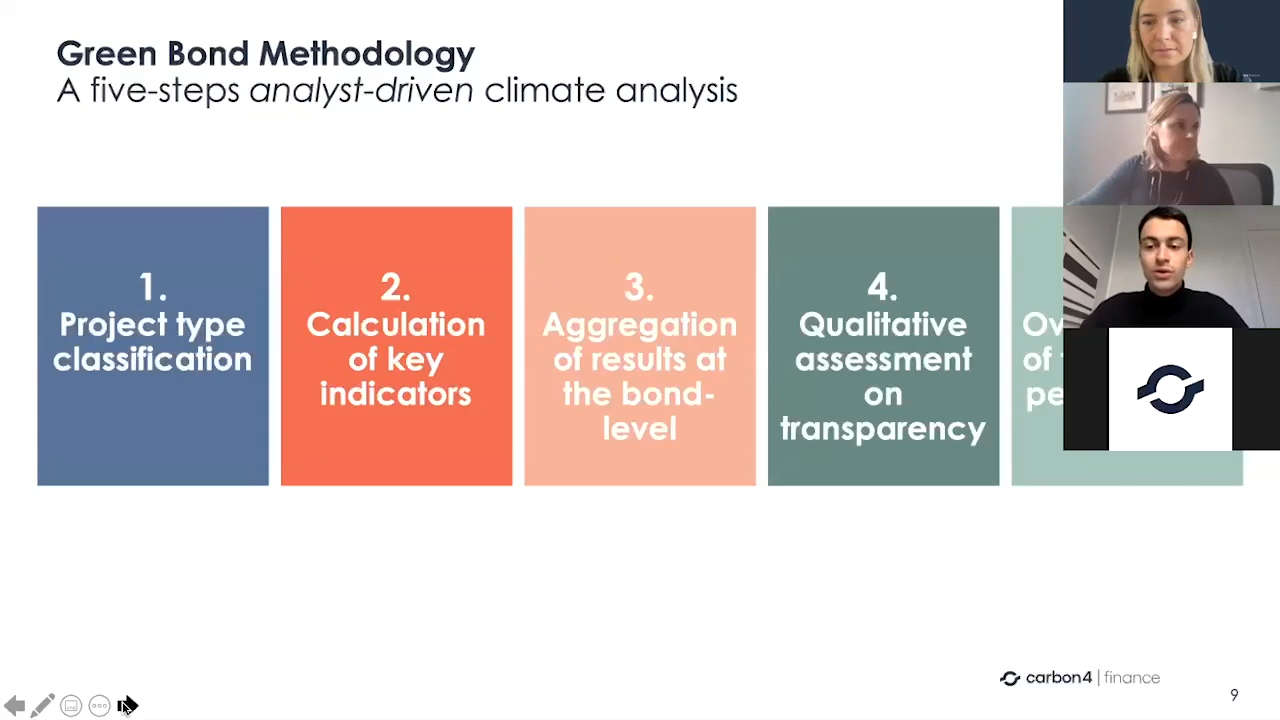 Green Bond Methodology
A five-steps analyst-driven climate analysis
1.
Project type
classification
2.
Calculation
of key
indicators
3.
Aggregation
of results at
the bond-
level
4.
Qualitative
assessment
on
transparency
of
carbon4 | finance
9